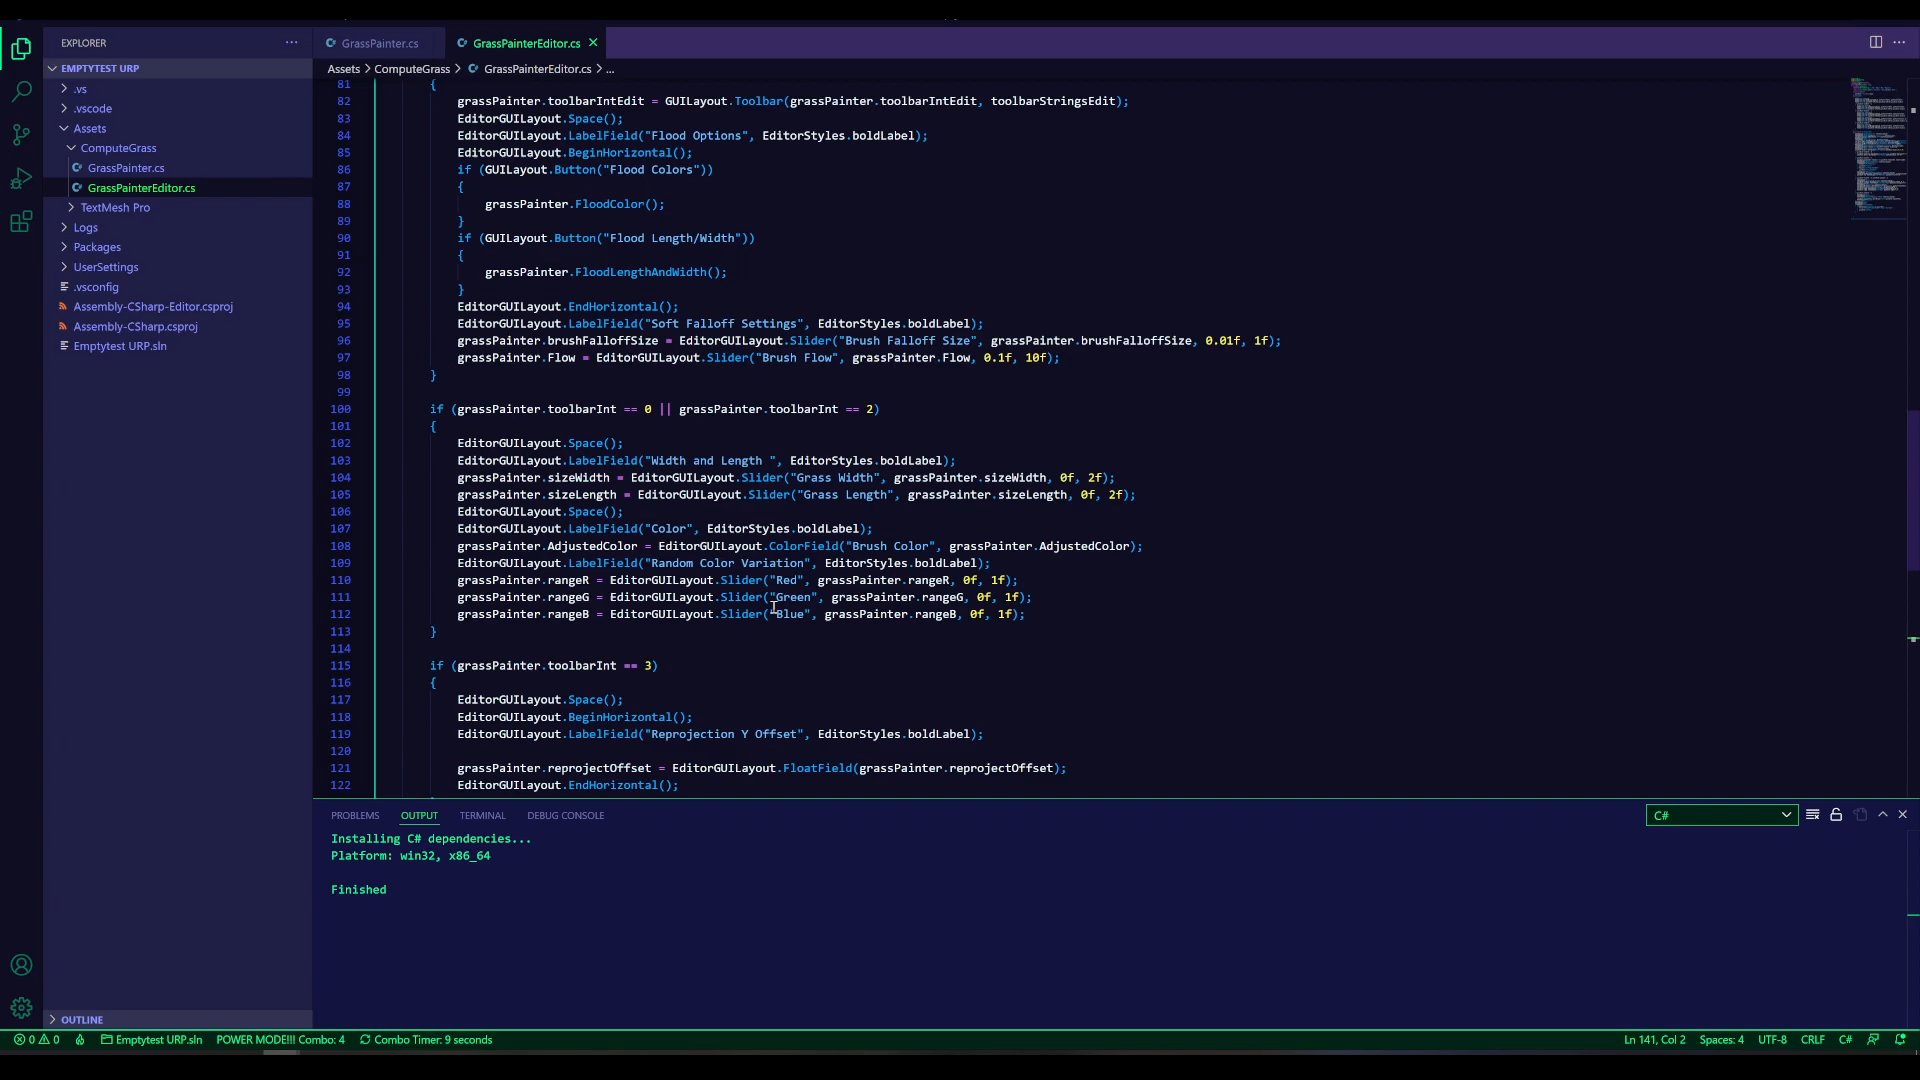 EXPLORER
EMPTYTEST URP
.vs
.vscode
Assets
ComputeGrass
GrassPainter.cs
GrassPainterEditor.cs
TextMesh Pro
Logs
Packages
UserSettings
.vsconfig
Assembly-CSharp-Editor.csproj
Assembly-CSharp.csproj
Emptytest URP.sln
OUTLINE
GrassPainter.cs
GrassPainterEditor.cs
Assets > ComputeGrass > GrassPainterEditor.cs > ...
81 {
82 grassPainter.toolbarIntEdit = GUILayout.Toolbar(grassPainter.toolbarIntEdit, toolbarStringsEdit);
83 EditorGUILayout.Space();
84 EditorGUILayout.LabelField("Flood Options", EditorStyles.boldLabel);
85 EditorGUILayout.BeginHorizontal();
86 if (GUILayout.Button("Flood Colors"))
87 {
88 grassPainter.FloodColor();
89 }
90 if (GUILayout.Button("Flood Length/Width"))
91 {
92 grassPainter.FloodLengthAndWidth();
93 }
94 EditorGUILayout.EndHorizontal();
95 EditorGUILayout.LabelField("Soft Falloff Settings", EditorStyles.boldLabel);
96 grassPainter.brushFalloffSize = EditorGUILayout.Slider("Brush Falloff Size", grassPainter.brushFalloffSize, 0.01f, 1f);
97 grassPainter.Flow = EditorGUILayout.Slider("Brush Flow", grassPainter.Flow, 0.1f, 10f);
98 }
99
100 if (grassPainter.toolbarInt == 0 || grassPainter.toolbarInt == 2)
101 {
102 EditorGUILayout.Space();
103 EditorGUILayout.LabelField("Width and Length ", EditorStyles.boldLabel);
104 grassPainter.sizeWidth = EditorGUILayout.Slider("Grass Width", grassPainter.sizeWidth, 0f, 2f);
105 grassPainter.sizeLength = EditorGUILayout.Slider("Grass Length", grassPainter.sizeLength, 0f, 2f);
106 EditorGUILayout.Space();
107 EditorGUILayout.LabelField("Color", EditorStyles.boldLabel);
108 grassPainter.AdjustedColor = EditorGUILayout.ColorField("Brush Color", grassPainter.AdjustedColor);
109 EditorGUILayout.LabelField("Random Color Variation", EditorStyles.boldLabel);
110 grassPainter.rangeR = EditorGUILayout.Slider("Red", grassPainter.rangeR, 0f, 1f);
111 grassPainter.rangeG = EditorGUILayout.Slider("Green", grassPainter.rangeG, 0f, 1f);
112 grassPainter.rangeB = EditorGUILayout.Slider("Blue", grassPainter.rangeB, 0f, 1f);
113 }
114
115 if (grassPainter.toolbarInt == 3)
116 {
117 EditorGUILayout.Space();
118 EditorGUILayout.BeginHorizontal();
119 EditorGUILayout.LabelField("Reprojection Y Offset", EditorStyles.boldLabel);
120
121 grassPainter.reprojectOffset = EditorGUILayout.FloatField(grassPainter.reprojectOffset);
122 EditorGUILayout.EndHorizontal();
PROBLEMS OUTPUT TERMINAL DEBUG CONSOLE C#
Installing C# dependencies...
Platform: win32, x86_64
Finished
0 0 Emptytest URP.sln POWER MODE!!! Combo: 4 Combo Timer: 9 seconds Ln 141, Col 2 Spaces: 4 UTF-8 CRLF C#